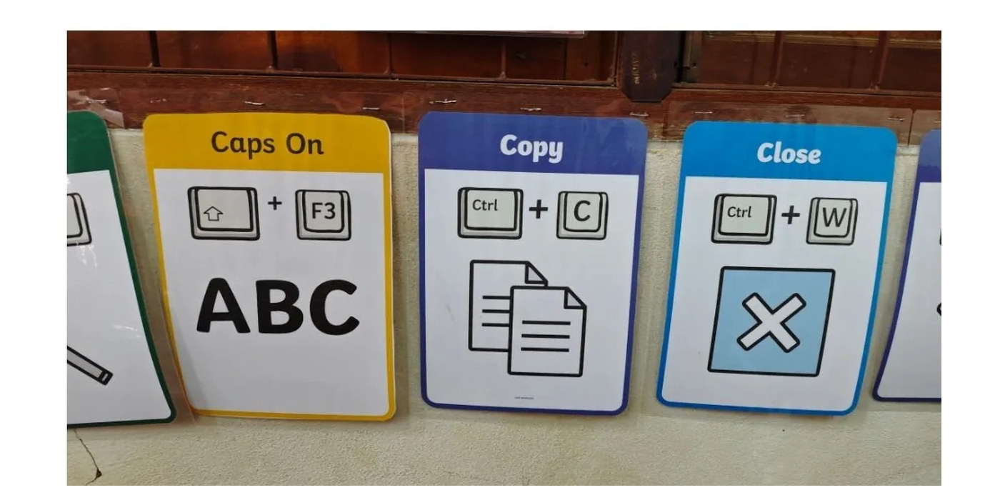 Caps On
⇧ + F3
ABC
Copy
Ctrl + C
Close
Ctrl + W